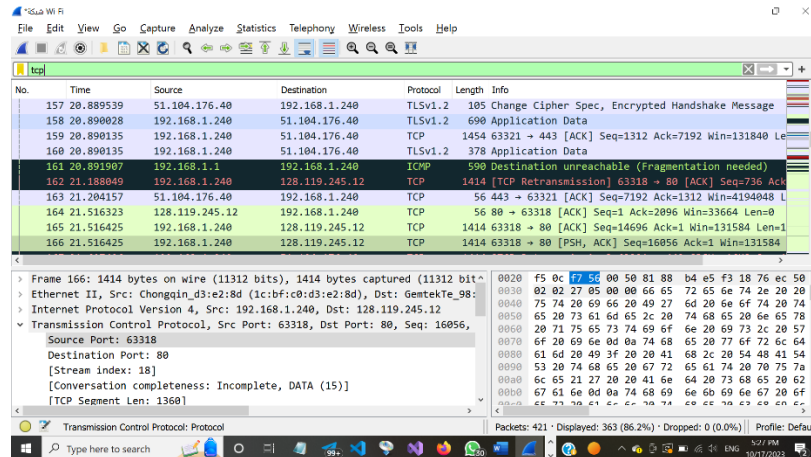 *شبكة Wi Fi
File Edit View Go Capture Analyze Statistics Telephony Wireless Tools Help
tcp
No. Time Source Destination Protocol Length Info
157 20.889539 51.104.176.40 192.168.1.240 TLSv1.2 105 Change Cipher Spec, Encrypted Handshake Message
158 20.890028 192.168.1.240 51.104.176.40 TLSv1.2 690 Application Data
159 20.890135 192.168.1.240 51.104.176.40 TCP 1454 63321 → 443 [ACK] Seq=1312 Ack=7192 Win=131840 Le
160 20.890135 192.168.1.240 51.104.176.40 TLSv1.2 378 Application Data
161 20.891907 192.168.1.1 192.168.1.240 ICMP 590 Destination unreachable (Fragmentation needed)
162 21.188049 192.168.1.240 128.119.245.12 TCP 1414 [TCP Retransmission] 63318 → 80 [ACK] Seq=736 Ack
163 21.204157 51.104.176.40 192.168.1.240 TCP 56 443 → 63321 [ACK] Seq=7192 Ack=1312 Win=4194048 L
164 21.516323 128.119.245.12 192.168.1.240 TCP 56 80 → 63318 [ACK] Seq=1 Ack=2096 Win=33664 Len=0
165 21.516425 192.168.1.240 128.119.245.12 TCP 1414 63318 → 80 [ACK] Seq=14696 Ack=1 Win=131584 Len=1
166 21.516425 192.168.1.240 128.119.245.12 TCP 1414 63318 → 80 [PSH, ACK] Seq=16056 Ack=1 Win=131584
Frame 166: 1414 bytes on wire (11312 bits), 1414 bytes captured (11312 bit
Ethernet II, Src: Chongqin_d3:e2:8d (1c:bf:c0:d3:e2:8d), Dst: GemtekTe_98:
Internet Protocol Version 4, Src: 192.168.1.240, Dst: 128.119.245.12
Transmission Control Protocol, Src Port: 63318, Dst Port: 80, Seq: 16056,
Source Port: 63318
Destination Port: 80
[Stream index: 18]
[Conversation completeness: Incomplete, DATA (15)]
[TCP Segment Len: 1360]
0020 f5 0c f7 56 00 50 81 88 b4 e5 f3 18 76 ec 50
0030 02 02 27 05 00 00 66 65 72 65 6e 74 2e 20 20
0040 75 74 20 69 66 20 49 27 6d 20 6e 6f 74 20 74
0050 65 20 73 61 6d 65 2c 20 74 68 65 20 6e 65 78
0060 20 71 75 65 73 74 69 6f 6e 20 69 73 2c 20 57
0070 6f 20 69 6e 0d 0a 74 68 65 20 77 6f 72 6c 64
0080 61 6d 20 49 3f 20 20 41 68 2c 20 54 48 41 54
0090 53 20 74 68 65 20 67 72 65 61 74 20 70 75 7a
00a0 6c 65 21 27 20 20 41 6e 64 20 73 68 65 20 62
00b0 67 61 6e 0d 0a 74 68 69 6e 6b 69 6e 67 20 6f
Transmission Control Protocol: Protocol
Packets: 421 · Displayed: 363 (86.2%) · Dropped: 0 (0.0%)
Profile: Defau
Type here to search
99+
30
ENG
5:27 PM
10/17/2023